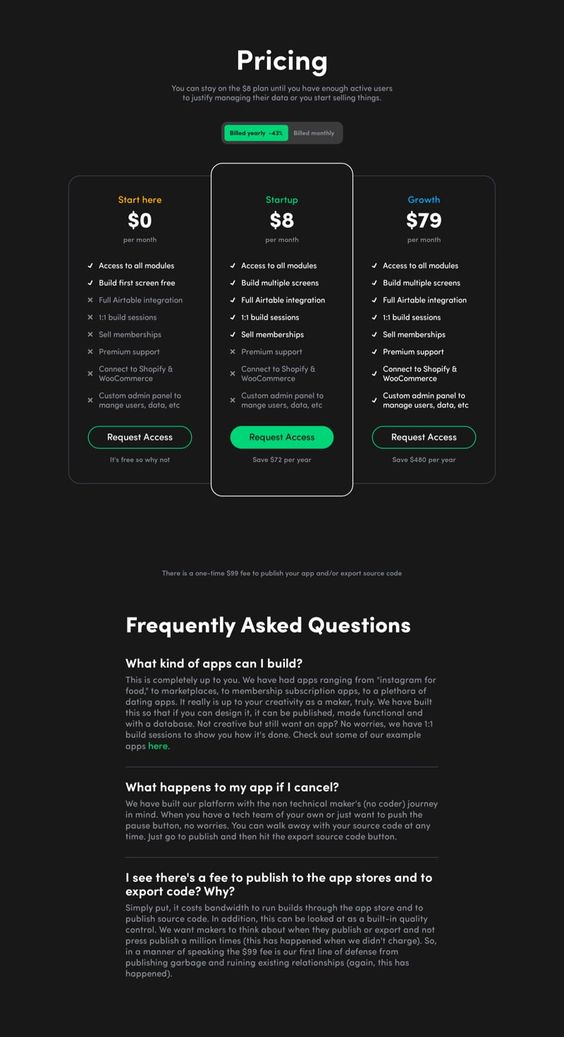 Pricing
You can stay on the $8 plan until you have enough active users
to justify managing their data or you start selling things.
Billed yearly -43%
Billed monthly
Start here
$0
per month
Access to all modules
Build first screen free
Full Airtable integration
1:1 build sessions
Sell memberships
Premium support
Connect to Shopify &
WooCommerce
Custom admin panel to
mange users, data, etc
Request Access
It's free so why not
Startup
$8
per month
Access to all modules
Build multiple screens
Full Airtable integration
1:1 build sessions
Sell memberships
Premium support
Connect to Shopify &
WooCommerce
Custom admin panel to
mange users, data, etc
Request Access
Save $72 per year
Growth
$79
per month
Access to all modules
Build multiple screens
Full Airtable integration
1:1 build sessions
Sell memberships
Premium support
Connect to Shopify &
WooCommerce
Custom admin panel to
manage users, data, etc
Request Access
Save $480 per year
There is a one-time $99 fee to publish your app and/or export source code
Frequently Asked Questions
What kind of apps can I build?
This is completely up to you. We have had apps ranging from "instagram for
food," to marketplaces, to membership subscription apps, to a plethora of
dating apps. It really is up to your creativity as a maker, truly. We have built
this so that if you can design it, it can be published, made functional and
with a database. Not creative but still want an app? No worries, we have 1:1
build sessions to show you how it's done. Check out some of our example
apps here.
What happens to my app if I cancel?
We have built our platform with the non technical maker's (no coder) journey
in mind. When you have a tech team of your own or just want to push the
pause button, no worries. You can walk away with your source code at any
time. Just go to publish and then hit the export source code button.
I see there's a fee to publish to the app stores and to
export code? Why?
Simply put, it costs bandwidth to run builds through the app store and to
publish source code. In addition, this can be looked at as a built-in quality
control. We want makers to think about when they publish or export and not
press publish a million times (this has happened when we didn't charge). So,
in a manner of speaking the $99 fee is our first line of defense from
publishing garbage and ruining existing relationships (again, this has
happened).